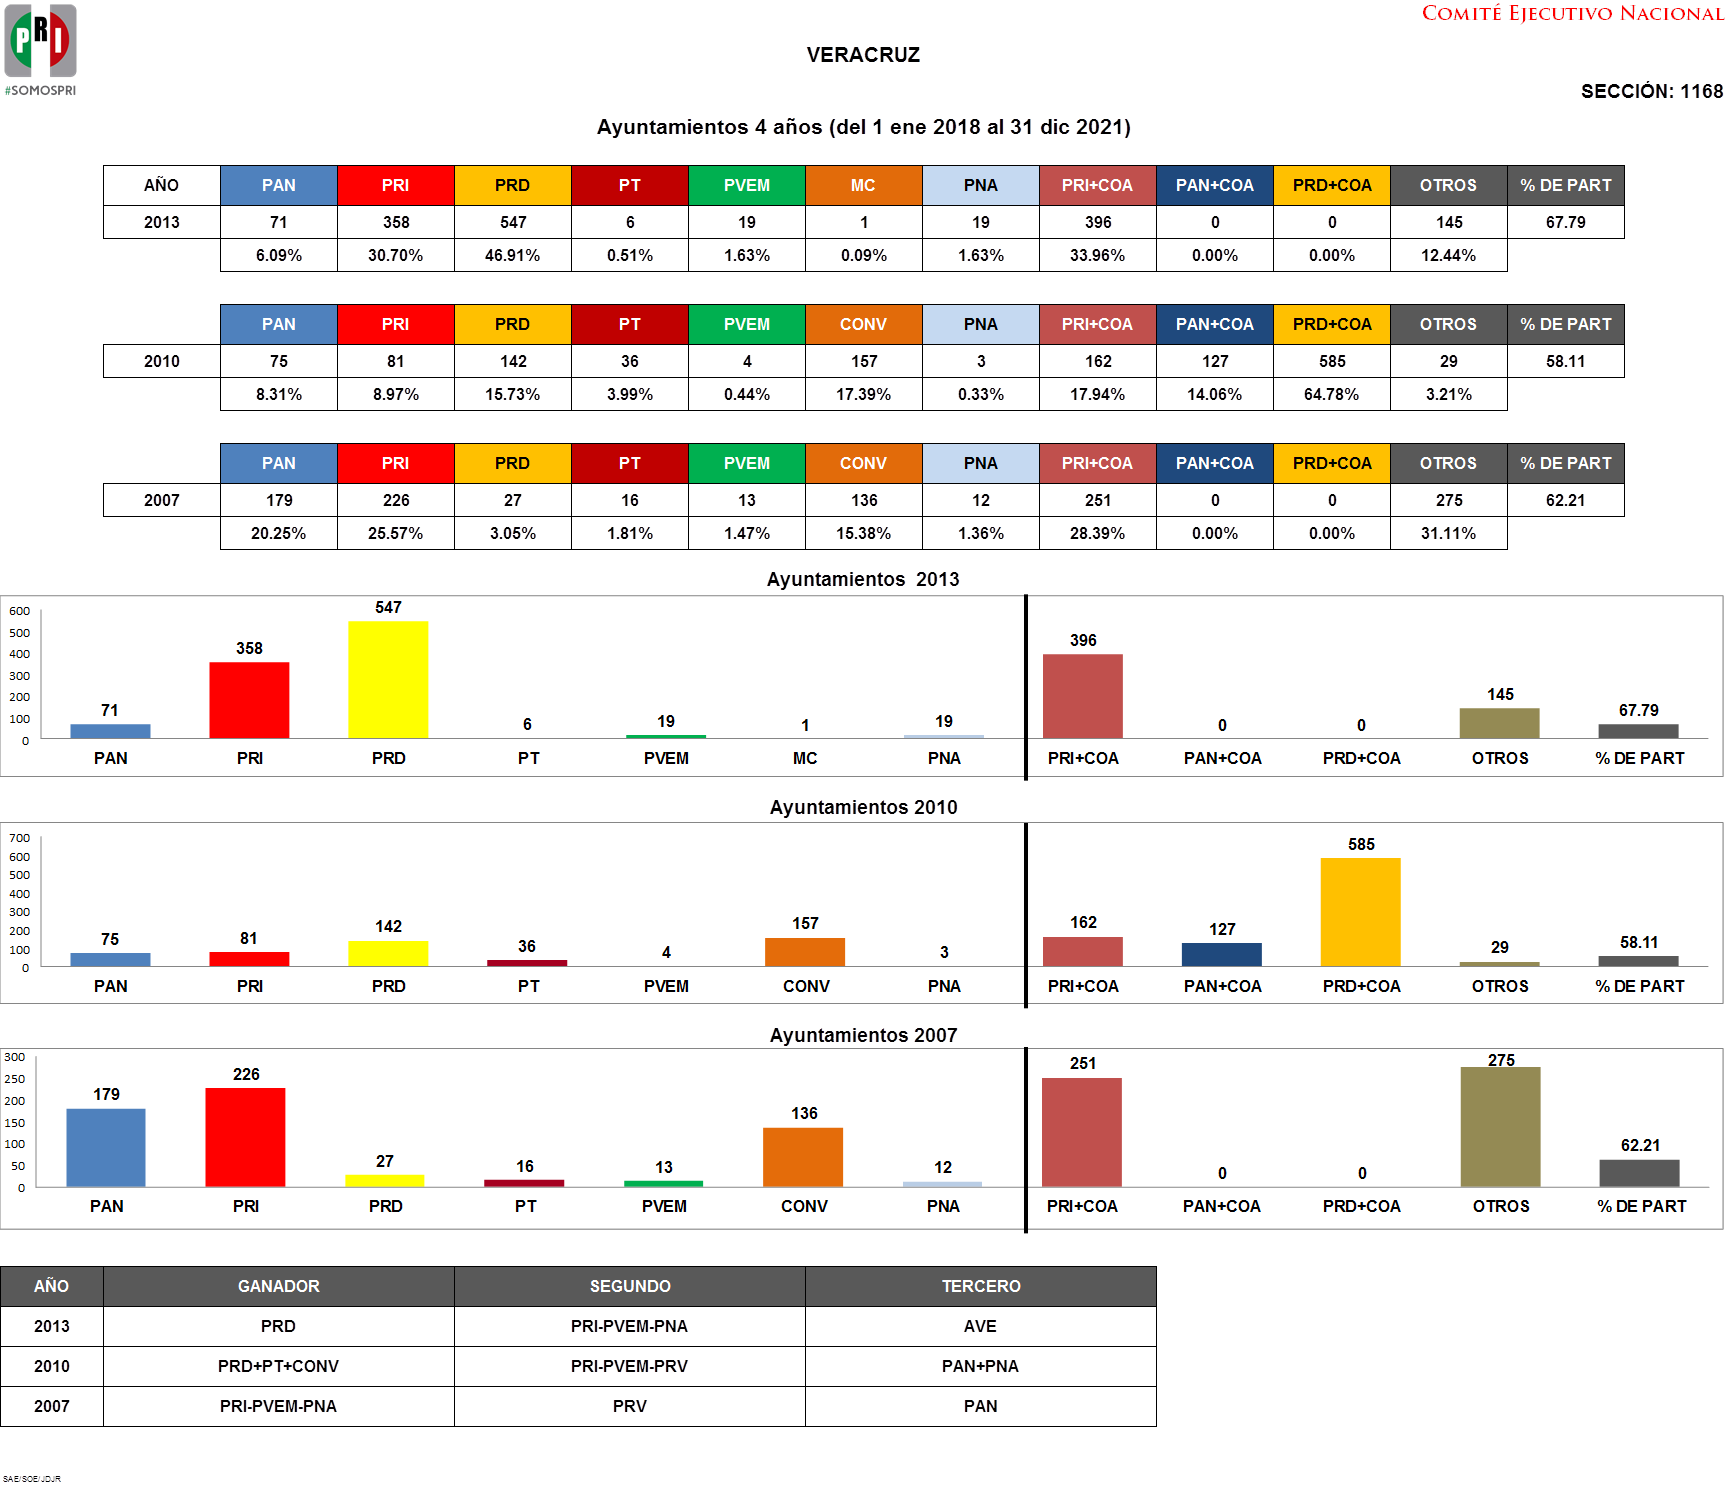 PRI
#SOMOSPRI
COMITÉ EJECUTIVO NACIONAL
VERACRUZ
SECCIÓN: 1168
Ayuntamientos 4 años (del 1 ene 2018 al 31 dic 2021)
AÑO PAN PRI PRD PT PVEM MC PNA PRI+COA PAN+COA PRD+COA OTROS % DE PART
2013 71 358 547 6 19 1 19 396 0 0 145 67.79
6.09% 30.70% 46.91% 0.51% 1.63% 0.09% 1.63% 33.96% 0.00% 0.00% 12.44%
PAN PRI PRD PT PVEM CONV PNA PRI+COA PAN+COA PRD+COA OTROS % DE PART
2010 75 81 142 36 4 157 3 162 127 585 29 58.11
8.31% 8.97% 15.73% 3.99% 0.44% 17.39% 0.33% 17.94% 14.06% 64.78% 3.21%
PAN PRI PRD PT PVEM CONV PNA PRI+COA PAN+COA PRD+COA OTROS % DE PART
2007 179 226 27 16 13 136 12 251 0 0 275 62.21
20.25% 25.57% 3.05% 1.81% 1.47% 15.38% 1.36% 28.39% 0.00% 0.00% 31.11%
Ayuntamientos 2013
600
500
400
300
200
100
0
71 358 547 6 19 1 19 396 0 0 145 67.79
PAN PRI PRD PT PVEM MC PNA PRI+COA PAN+COA PRD+COA OTROS % DE PART
Ayuntamientos 2010
700
600
500
400
300
200
100
0
75 81 142 36 4 157 3 162 127 585 29 58.11
PAN PRI PRD PT PVEM CONV PNA PRI+COA PAN+COA PRD+COA OTROS % DE PART
Ayuntamientos 2007
300
250
200
150
100
50
0
179 226 27 16 13 136 12 251 0 0 275 62.21
PAN PRI PRD PT PVEM CONV PNA PRI+COA PAN+COA PRD+COA OTROS % DE PART
AÑO GANADOR SEGUNDO TERCERO
2013 PRD PRI-PVEM-PNA AVE
2010 PRD+PT+CONV PRI-PVEM-PRV PAN+PNA
2007 PRI-PVEM-PNA PRV PAN
SAE/SOE/JDJR